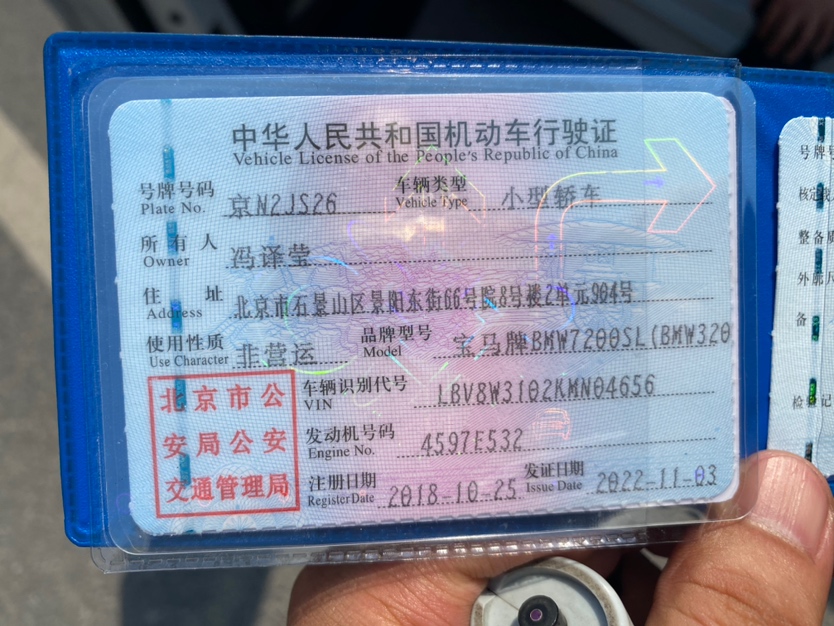 中华人民共和国机动车行驶证
Vehicle License of the People's Republic of China
号牌号码 京N2JS26 车辆类型 小型轿车
Plate No. Vehicle Type
所有人 冯泽莹
Owner
住址 北京市石景山区景阳东街66号院8号楼2单元904号
Address
使用性质 非营运 品牌型号 宝马牌BMW7200SL(BMW320
Use Character Model
北京市公
安局公安
交通管理局
车辆识别代号 LBV8W3102KMN04656
VIN
发动机号码 4597E532
Engine No.
注册日期 2018-10-25 发证日期 2022-11-03
Register Date Issue Date
号牌
核定
整备
外廓
备
检